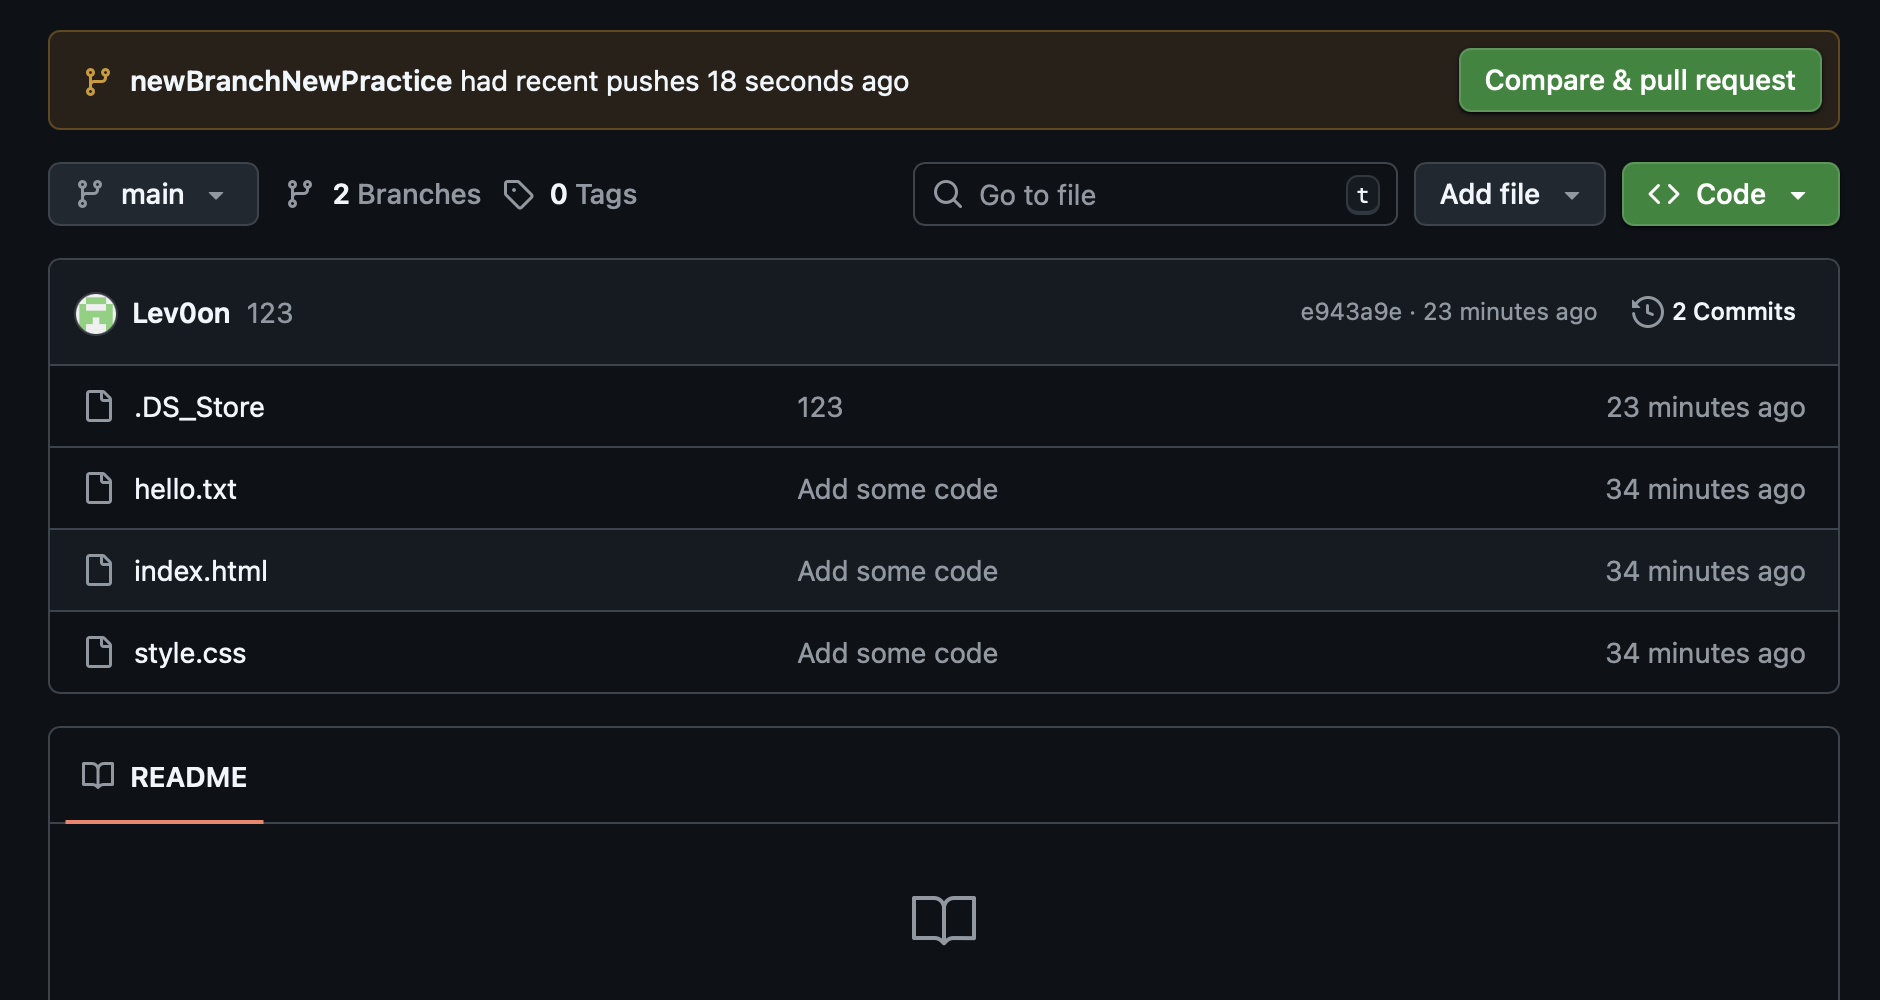 newBranchNewPractice had recent pushes 18 seconds ago
Compare & pull request
main
2 Branches
0 Tags
Go to file
t
Add file
Code
Lev0on 123
e943a9e · 23 minutes ago
2 Commits
.DS_Store 123 23 minutes ago
hello.txt Add some code 34 minutes ago
index.html Add some code 34 minutes ago
style.css Add some code 34 minutes ago
README